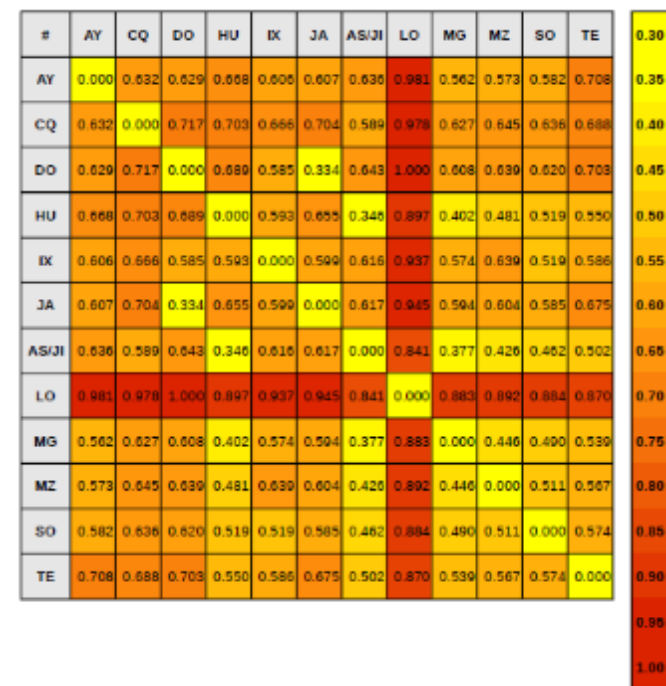 # AY CQ DO HU IX JA AS/JI LO MG MZ SO TE
AY 0.000 0.632 0.629 0.668 0.606 0.607 0.636 0.981 0.562 0.573 0.582 0.708
CQ 0.632 0.000 0.717 0.703 0.666 0.704 0.589 0.978 0.627 0.645 0.636 0.688
DO 0.629 0.717 0.000 0.689 0.585 0.334 0.643 1.000 0.608 0.639 0.620 0.703
HU 0.668 0.703 0.689 0.000 0.593 0.655 0.346 0.897 0.402 0.481 0.519 0.550
IX 0.606 0.666 0.585 0.593 0.000 0.599 0.616 0.937 0.574 0.639 0.519 0.586
JA 0.607 0.704 0.334 0.655 0.599 0.000 0.617 0.945 0.594 0.604 0.585 0.675
AS/JI 0.636 0.589 0.643 0.346 0.616 0.617 0.000 0.841 0.377 0.426 0.462 0.502
LO 0.981 0.978 1.000 0.897 0.937 0.945 0.841 0.000 0.883 0.892 0.884 0.870
MG 0.562 0.627 0.608 0.402 0.574 0.594 0.377 0.883 0.000 0.446 0.490 0.539
MZ 0.573 0.645 0.639 0.481 0.639 0.604 0.426 0.892 0.446 0.000 0.511 0.567
SO 0.582 0.636 0.620 0.519 0.519 0.585 0.462 0.884 0.490 0.511 0.000 0.574
TE 0.708 0.688 0.703 0.550 0.586 0.675 0.502 0.870 0.539 0.567 0.574 0.000
0.30
0.35
0.40
0.45
0.50
0.55
0.60
0.65
0.70
0.75
0.80
0.85
0.90
0.95
1.00